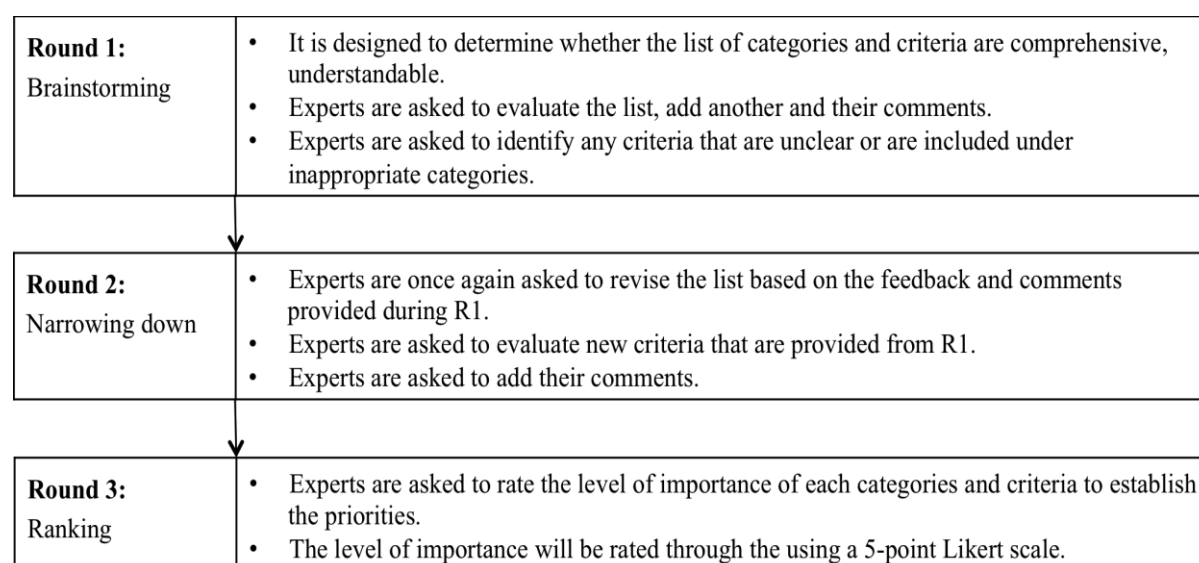 Round 1:
Brainstorming
• It is designed to determine whether the list of categories and criteria are comprehensive,
understandable.
• Experts are asked to evaluate the list, add another and their comments.
• Experts are asked to identify any criteria that are unclear or are included under
inappropriate categories.
Round 2:
Narrowing down
• Experts are once again asked to revise the list based on the feedback and comments
provided during R1.
• Experts are asked to evaluate new criteria that are provided from R1.
• Experts are asked to add their comments.
Round 3:
Ranking
• Experts are asked to rate the level of importance of each categories and criteria to establish
the priorities.
• The level of importance will be rated through the using a 5-point Likert scale.